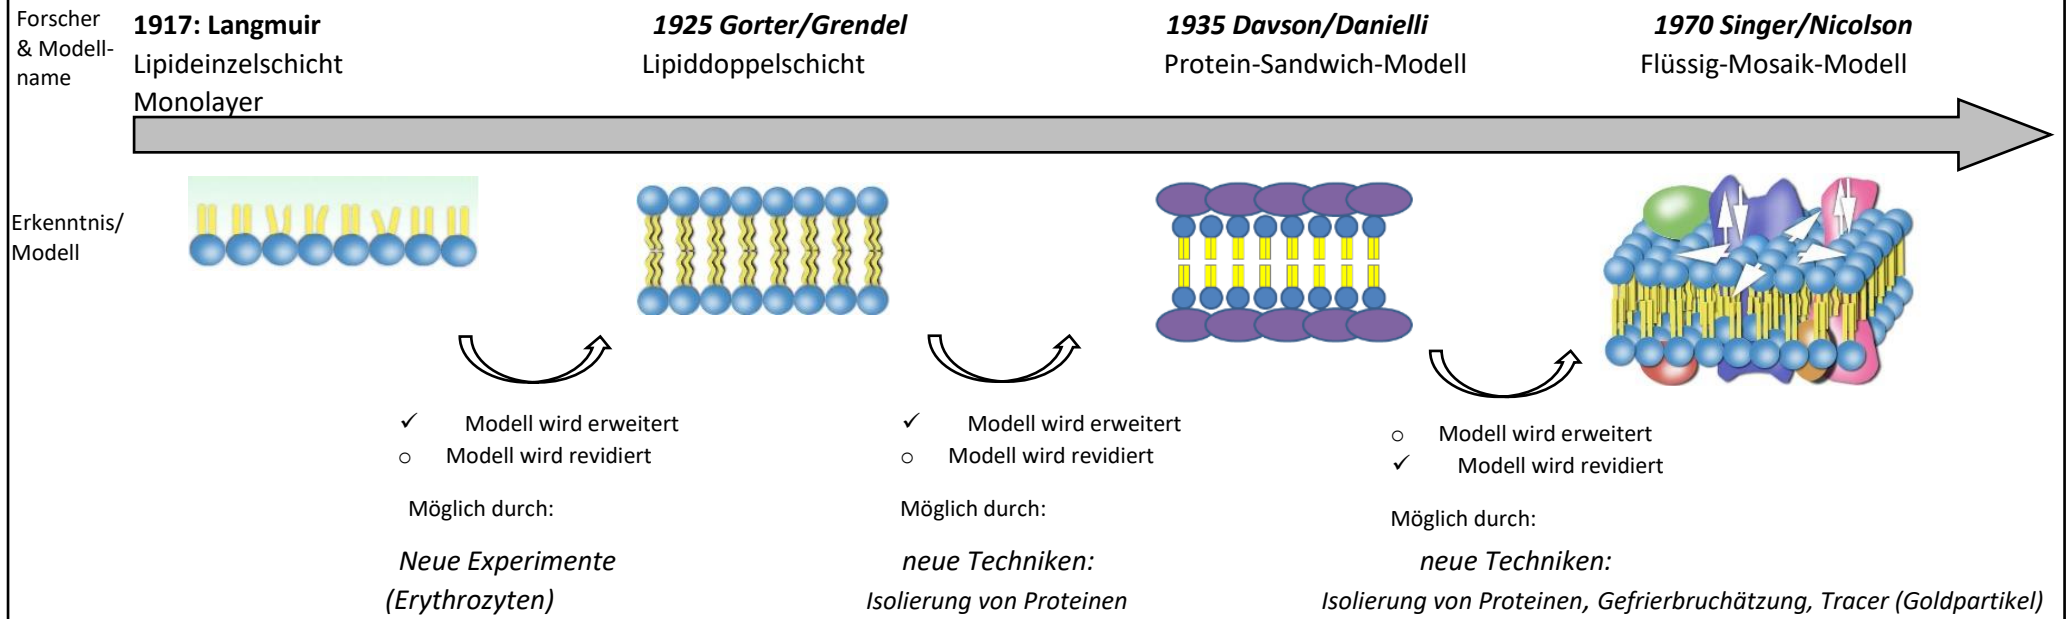 Forscher
& Modell-
name
1917: Langmuir
Lipideinzelschicht
Monolayer
1925 Gorter/Grendel
Lipiddoppelschicht
1935 Davson/Danielli
Protein-Sandwich-Modell
1970 Singer/Nicolson
Flüssig-Mosaik-Modell
Erkenntnis/
Modell
✓ Modell wird erweitert
o Modell wird revidiert
Möglich durch:
Neue Experimente
(Erythrozyten)
✓ Modell wird erweitert
o Modell wird revidiert
Möglich durch:
neue Techniken:
Isolierung von Proteinen
o Modell wird erweitert
✓ Modell wird revidiert
Möglich durch:
neue Techniken:
Isolierung von Proteinen, Gefrierbruchätzung, Tracer (Goldpartikel)